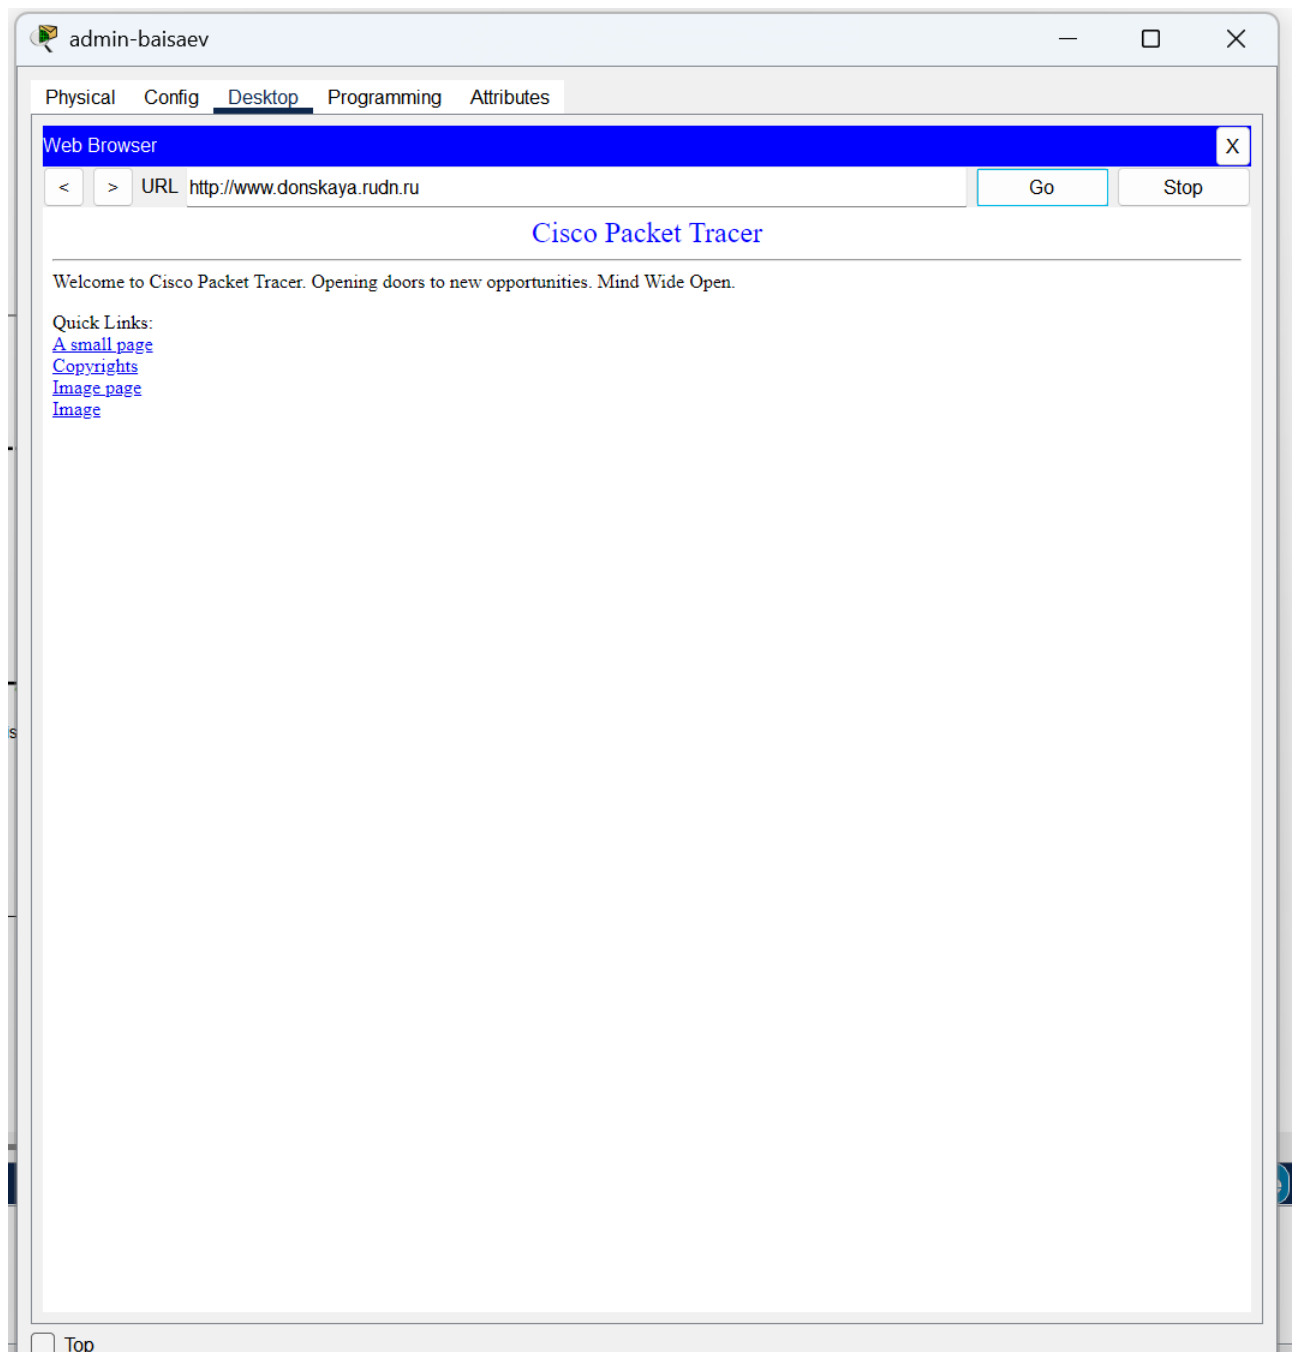 admin-baisaev
Physical Config Desktop Programming Attributes
Web Browser X
< > URL http://www.donskaya.rudn.ru Go Stop
Cisco Packet Tracer
Welcome to Cisco Packet Tracer. Opening doors to new opportunities. Mind Wide Open.
Quick Links:
A small page
Copyrights
Image page
Image
Top